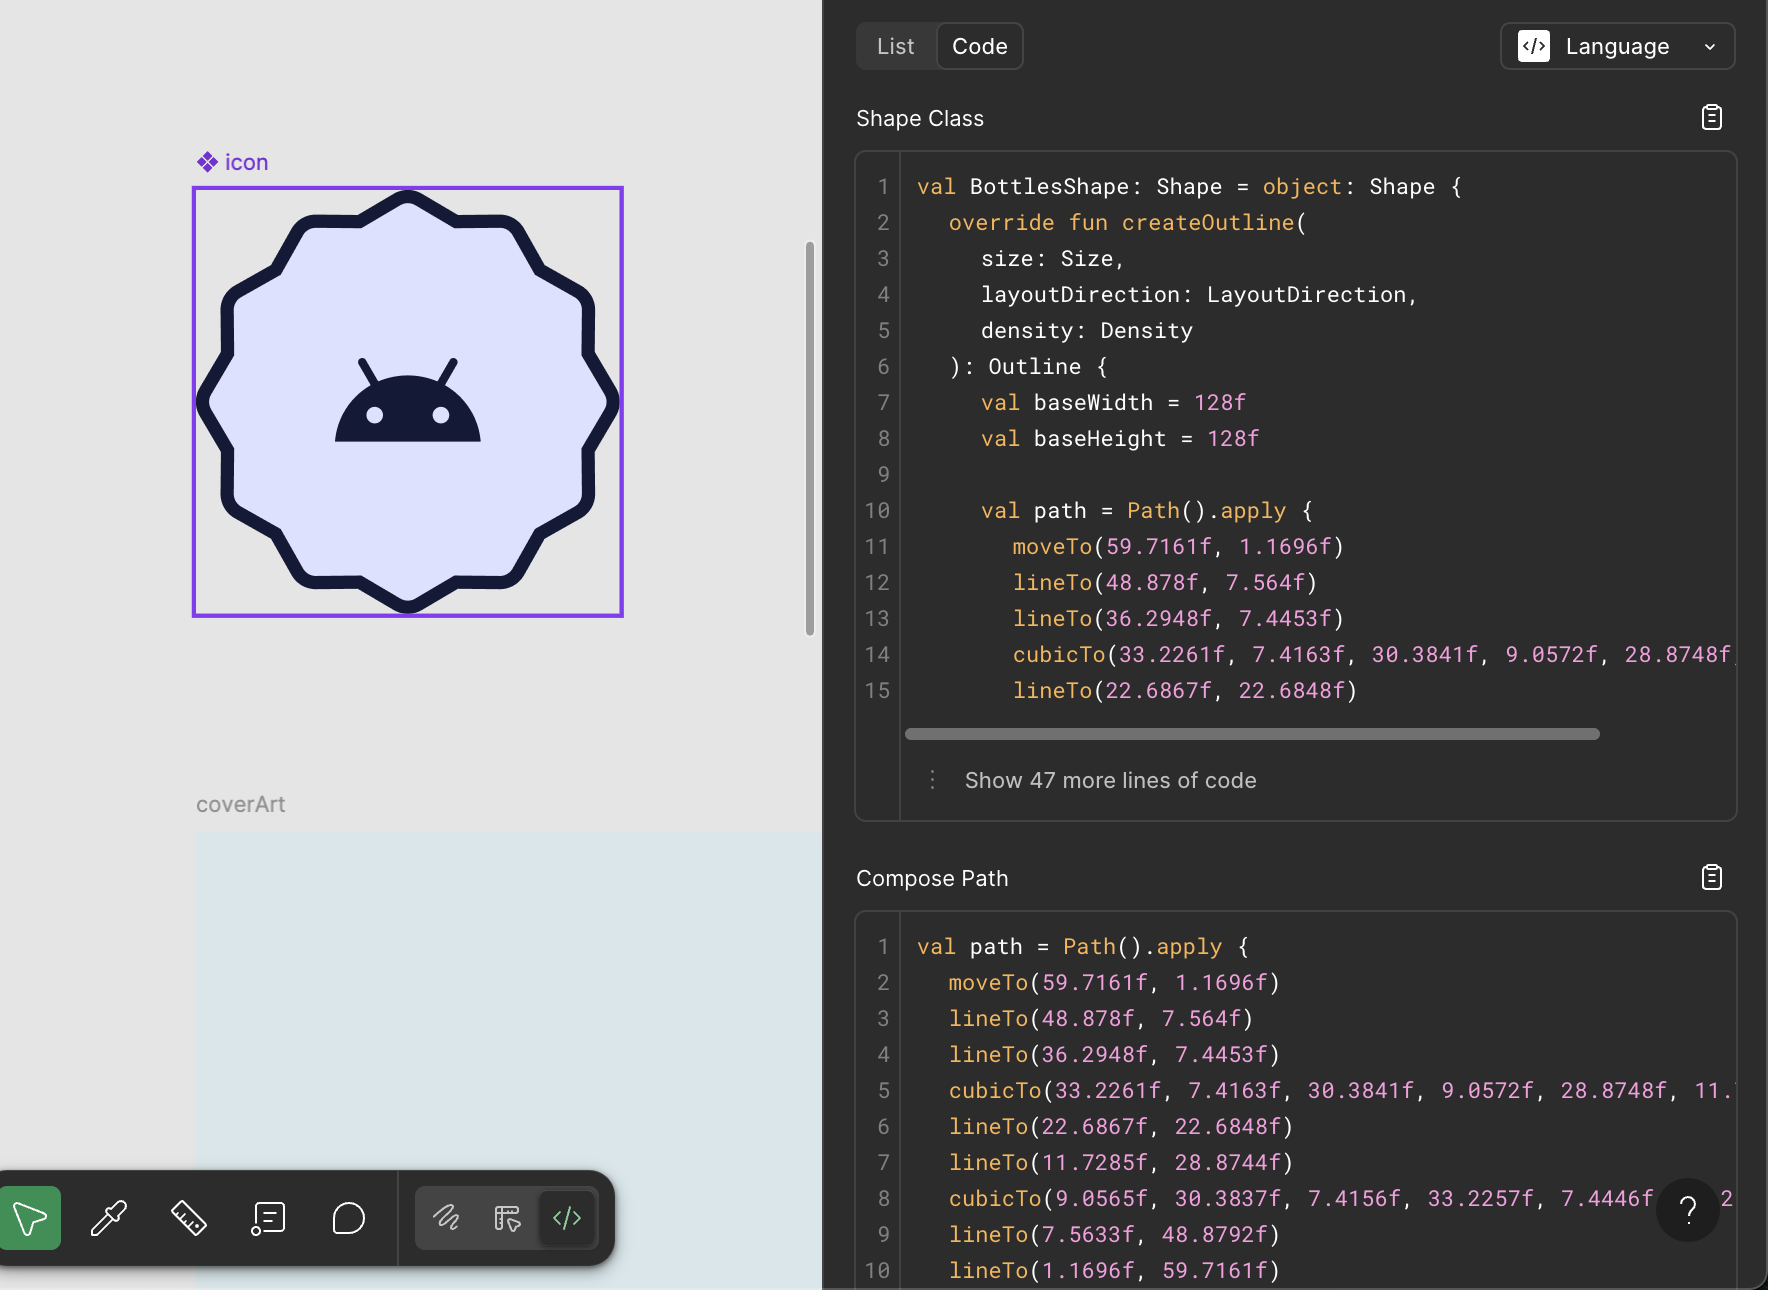 icon
coverArt
List
Code
Language
Shape Class
1 val BottlesShape: Shape = object: Shape {
2 override fun createOutline(
3 size: Size,
4 layoutDirection: LayoutDirection,
5 density: Density
6 ): Outline {
7 val baseWidth = 128f
8 val baseHeight = 128f
9
10 val path = Path().apply {
11 moveTo(59.7161f, 1.1696f)
12 lineTo(48.878f, 7.564f)
13 lineTo(36.2948f, 7.4453f)
14 cubicTo(33.2261f, 7.4163f, 30.3841f, 9.0572f, 28.8748f,
15 lineTo(22.6867f, 22.6848f)
Show 47 more lines of code
Compose Path
1 val path = Path().apply {
2 moveTo(59.7161f, 1.1696f)
3 lineTo(48.878f, 7.564f)
4 lineTo(36.2948f, 7.4453f)
5 cubicTo(33.2261f, 7.4163f, 30.3841f, 9.0572f, 28.8748f, 11.
6 lineTo(22.6867f, 22.6848f)
7 lineTo(11.7285f, 28.8744f)
8 cubicTo(9.0565f, 30.3837f, 7.4156f, 33.2257f, 7.4446f 2
9 lineTo(7.5633f, 48.8792f)
10 lineTo(1.1696f, 59.7161f)
?